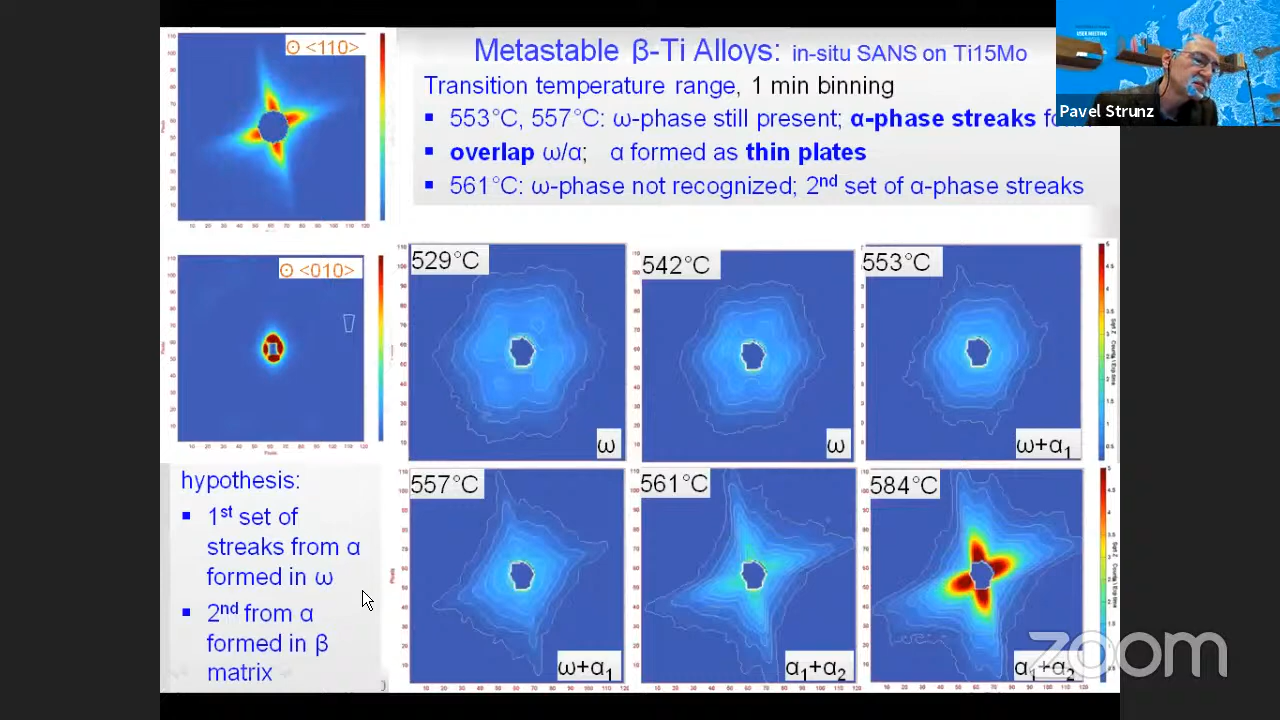 Metastable β-Ti Alloys: in-situ SANS on Ti15Mo
Transition temperature range, 1 min binning
▪ 553°C, 557°C: ω-phase still present; α-phase streaks
▪ overlap ω/α; α formed as thin plates
▪ 561°C: ω-phase not recognized; 2nd set of α-phase streaks
USER MEETING
Pavel Strunz
⊙ <110>
⊙ <010>
529°C
542°C
553°C
ω
ω
ω+α1
557°C
561°C
584°C
ω+α1
α1+α2
α1+α2
hypothesis:
▪ 1st set of
streaks from α
formed in ω
▪ 2nd from α
formed in β
matrix
zoom